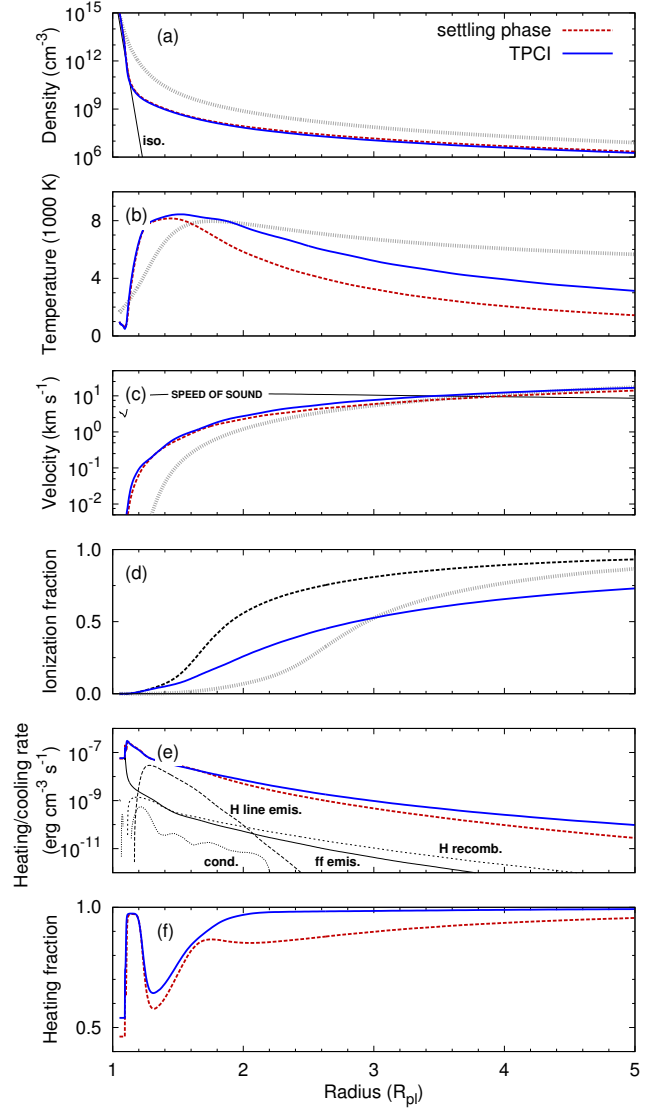 10^15
10^12
10^9
10^6
Density (cm^-3)
(a)
settling phase
TPCI
iso.
8
4
0
Temperature (1000 K)
(b)
10^1
10^0
10^-1
10^-2
Velocity (km s^-1)
(c)
SPEED OF SOUND
1.0
0.5
0.0
Ionization fraction
(d)
10^-7
10^-9
-10^-11
Heating/cooling rate
(erg cm^-3 s^-1)
(e)
H line emis.
H recomb.
cond.
ff emis.
1.0
0.5
Heating fraction
(f)
1 2 3 4 5
Radius (R_pl)